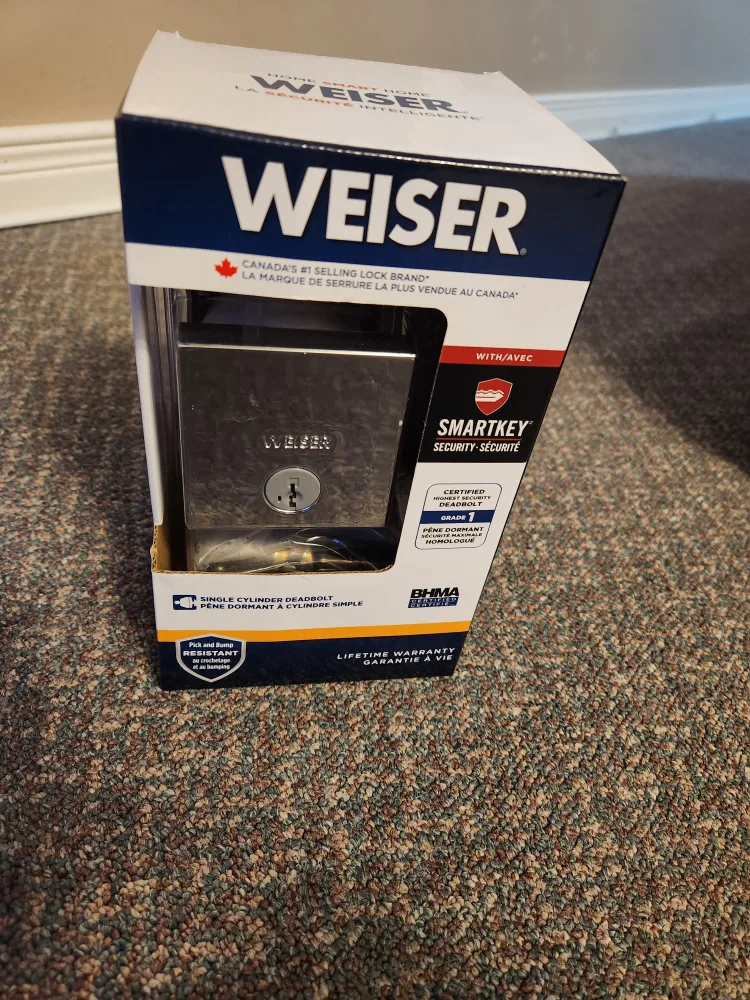 HOME SMART HOME
WEISER
LA SÉCURITÉ INTELLIGENTE
WEISER
CANADA'S #1 SELLING LOCK BRAND*
LA MARQUE DE SERRURE LA PLUS VENDUE AU CANADA*
WITH/AVEC
SMARTKEY
SECURITY · SÉCURITÉ
WEISER
CERTIFIED
HIGHEST SECURITY
DEADBOLT
GRADE 1
PÊNE DORMANT
SÉCURITÉ MAXIMALE
HOMOLOGUÉ
SINGLE CYLINDER DEADBOLT
PÊNE DORMANT À CYLINDRE SIMPLE
BHMA
CERTIFIED
CERTIFIÉ
Pick and Bump
RESISTANT
au crochetage
et au bumping
LIFETIME WARRANTY
GARANTIE À VIE